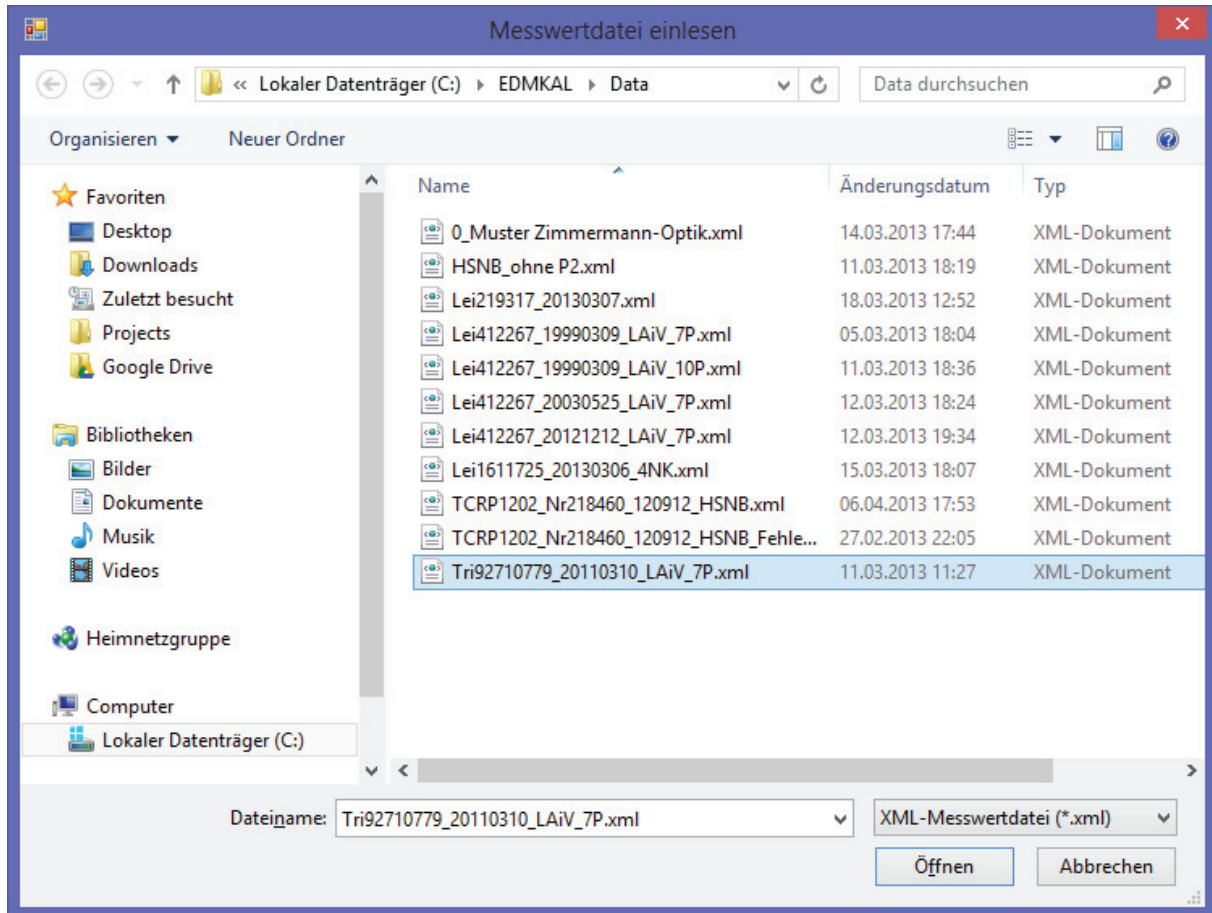 Messwertdatei einlesen
« Lokaler Datenträger (C:) EDMKAL Data Data durchsuchen
Organisieren Neuer Ordner
Favoriten
Desktop
Downloads
Zuletzt besucht
Projects
Google Drive
Bibliotheken
Bilder
Dokumente
Musik
Videos
Heimnetzgruppe
Computer
Lokaler Datenträger (C:)
Name Änderungsdatum Typ
0_Muster Zimmermann-Optik.xml 14.03.2013 17:44 XML-Dokument
HSNB_ohne P2.xml 11.03.2013 18:19 XML-Dokument
Lei219317_20130307.xml 18.03.2013 12:52 XML-Dokument
Lei412267_19990309_LAiV_7P.xml 05.03.2013 18:04 XML-Dokument
Lei412267_19990309_LAiV_10P.xml 11.03.2013 18:36 XML-Dokument
Lei412267_20030525_LAiV_7P.xml 12.03.2013 18:24 XML-Dokument
Lei412267_20121212_LAiV_7P.xml 12.03.2013 19:34 XML-Dokument
Lei1611725_20130306_4NK.xml 15.03.2013 18:07 XML-Dokument
TCRP1202_Nr218460_120912_HSNB.xml 06.04.2013 17:53 XML-Dokument
TCRP1202_Nr218460_120912_HSNB_Fehle... 27.02.2013 22:05 XML-Dokument
Tri92710779_20110310_LAiV_7P.xml 11.03.2013 11:27 XML-Dokument
Dateiname: Tri92710779_20110310_LAiV_7P.xml XML-Messwertdatei (*.xml)
Öffnen Abbrechen